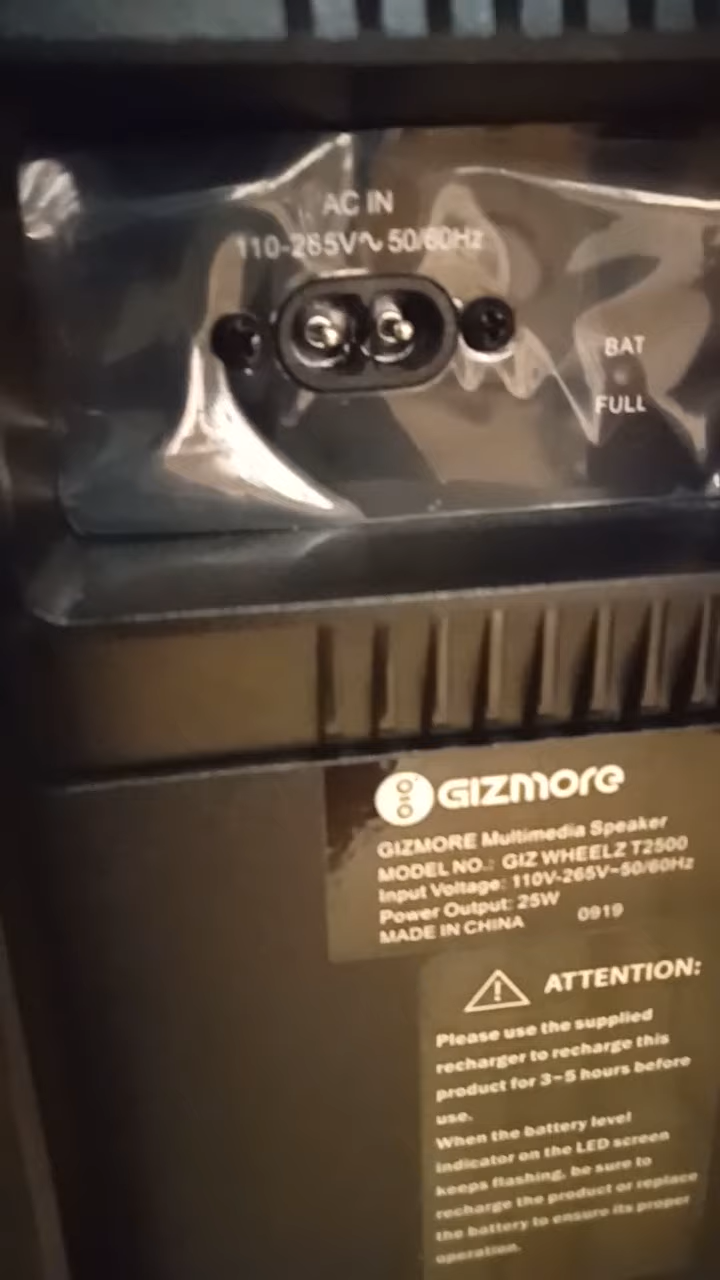 AC IN
110-265V∿ 50/60Hz
BAT
FULL
GIZMORE
GIZMORE Multimedia Speaker
MODEL NO.: GIZ WHEELZ T2500
Input Voltage: 110V-265V~50/60Hz
Power Output: 25W
MADE IN CHINA 0919
ATTENTION:
Please use the supplied
recharger to recharge this
product for 3~5 hours before
use.
When the battery level
indicator on the LED screen
keeps flashing, be sure to
recharge the product or replace
the battery to ensure its proper
operation.